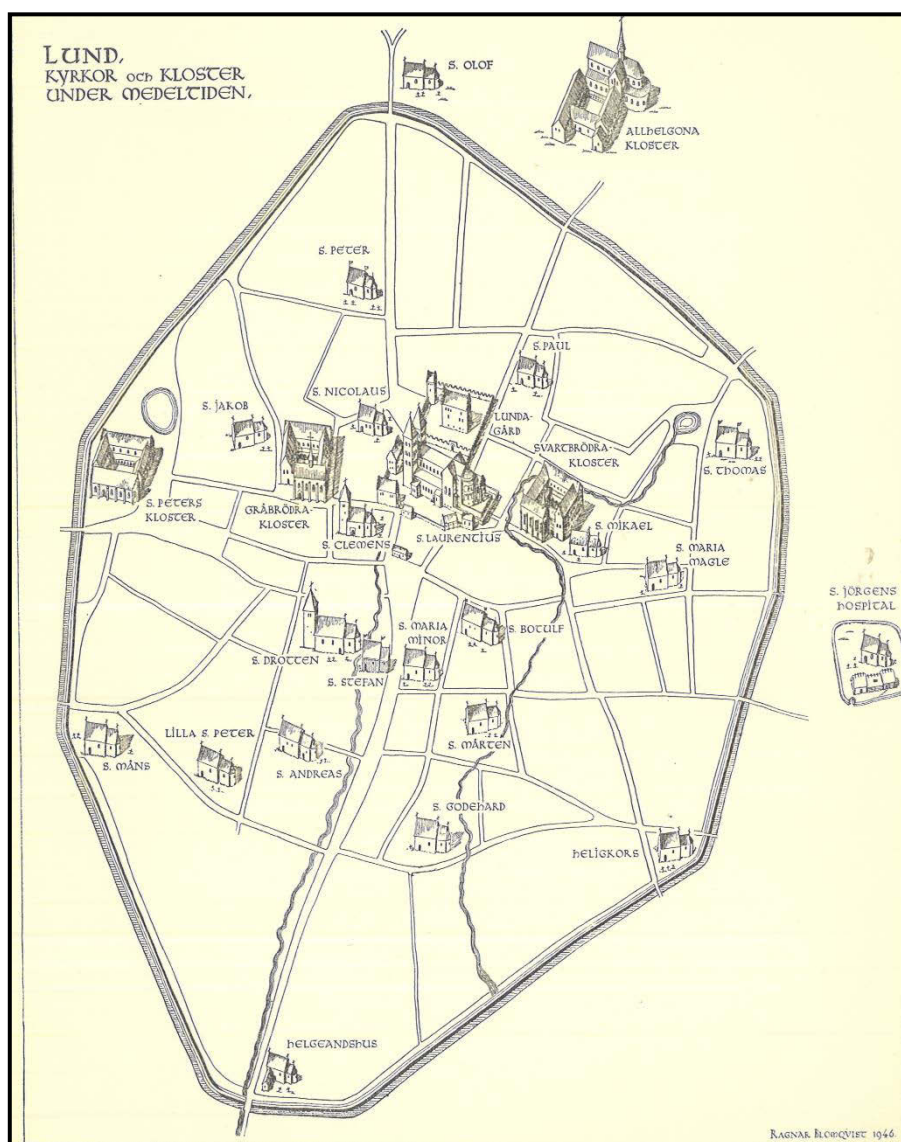 LUND,
KYRKOR och KLOSTER
UNDER MEDELTIDEN.
S. OLOF
ALLHELGONA
KLOSTER
S. PETER
S. PAUL
S. NICOLAUS
S. JAKOB
LUNDA-
GÅRD
SVARTBRÖDRA-
KLOSTER
S. THOMAS
S. PETERS
KLOSTER
GRÅBRÖDRA-
KLOSTER
S. CLEMENS
S. LAURENTIUS
S. MIKAEL
S. MARIA
MAGLE
S. JÖRGENS
HOSPITAL
S. MARIA
MINOR
S. BOTULF
S. DROTTEN
S. STEFAN
S. MÅNS
LILLA S. PETER
S. ANDREAS
S. MÅRTEN
S. GODEHARD
HELIGKORS
HELGEANDSHUS
RAGNAR BLOMQVIST 1946.